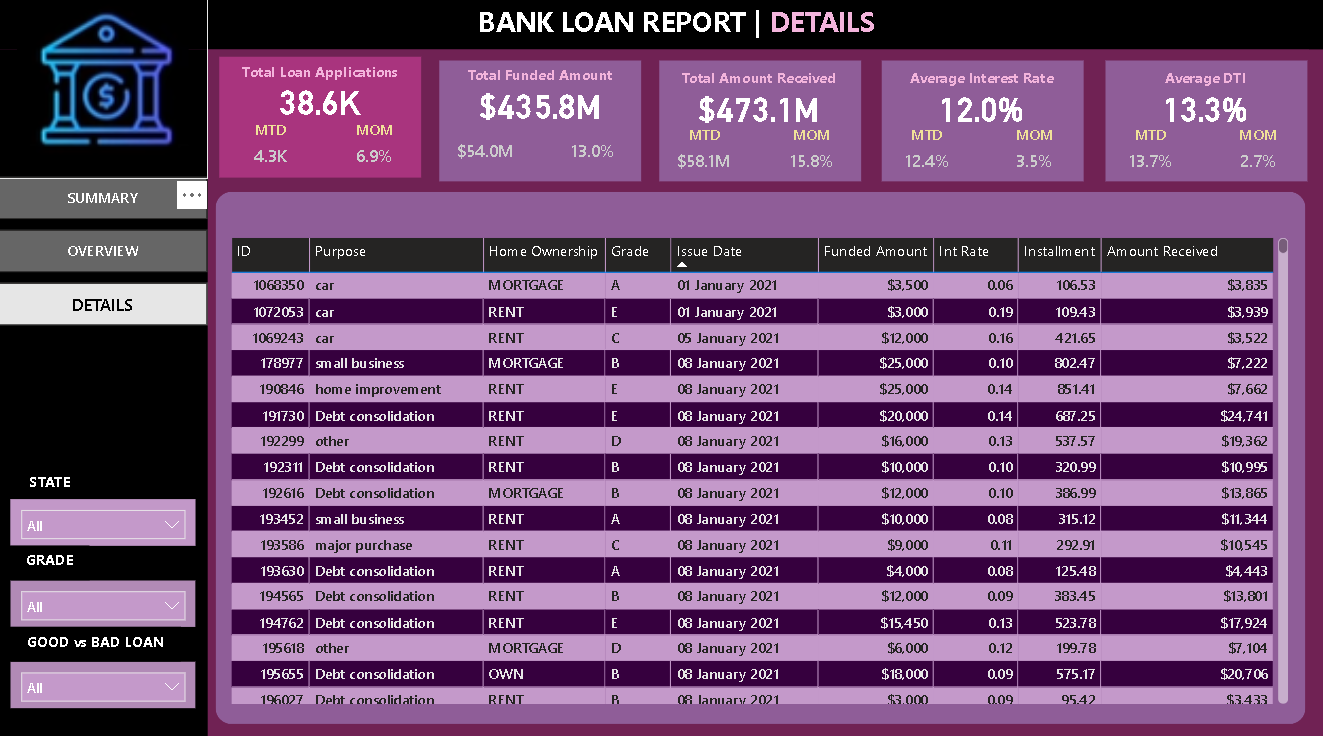 BANK LOAN REPORT | DETAILS
$
Total Loan Applications
38.6K
MTD MOM
4.3K 6.9%
Total Funded Amount
$435.8M
$54.0M 13.0%
Total Amount Received
$473.1M
MTD MOM
$58.1M 15.8%
Average Interest Rate
12.0%
MTD MOM
12.4% 3.5%
Average DTI
13.3%
MTD MOM
13.7% 2.7%
SUMMARY ...
OVERVIEW
DETAILS
STATE
All
GRADE
All
GOOD vs BAD LOAN
All
ID Purpose Home Ownership Grade Issue Date Funded Amount Int Rate Installment Amount Received
1068350 car MORTGAGE A 01 January 2021 $3,500 0.06 106.53 $3,835
1072053 car RENT E 01 January 2021 $3,000 0.19 109.43 $3,939
1069243 car RENT C 05 January 2021 $12,000 0.16 421.65 $3,522
178977 small business MORTGAGE B 08 January 2021 $25,000 0.10 802.47 $7,222
190846 home improvement RENT E 08 January 2021 $25,000 0.14 851.41 $7,662
191730 Debt consolidation RENT E 08 January 2021 $20,000 0.14 687.25 $24,741
192299 other RENT D 08 January 2021 $16,000 0.13 537.57 $19,362
192311 Debt consolidation RENT B 08 January 2021 $10,000 0.10 320.99 $10,995
192616 Debt consolidation MORTGAGE B 08 January 2021 $12,000 0.10 386.99 $13,865
193452 small business RENT A 08 January 2021 $10,000 0.08 315.12 $11,344
193586 major purchase RENT C 08 January 2021 $9,000 0.11 292.91 $10,545
193630 Debt consolidation RENT A 08 January 2021 $4,000 0.08 125.48 $4,443
194565 Debt consolidation RENT B 08 January 2021 $12,000 0.09 383.45 $13,801
194762 Debt consolidation RENT E 08 January 2021 $15,450 0.13 523.78 $17,924
195618 other MORTGAGE D 08 January 2021 $6,000 0.12 199.78 $7,104
195655 Debt consolidation OWN B 08 January 2021 $18,000 0.09 575.17 $20,706
196027 Debt consolidation RENT B 08 January 2021 $3,000 0.09 95.42 $3,433